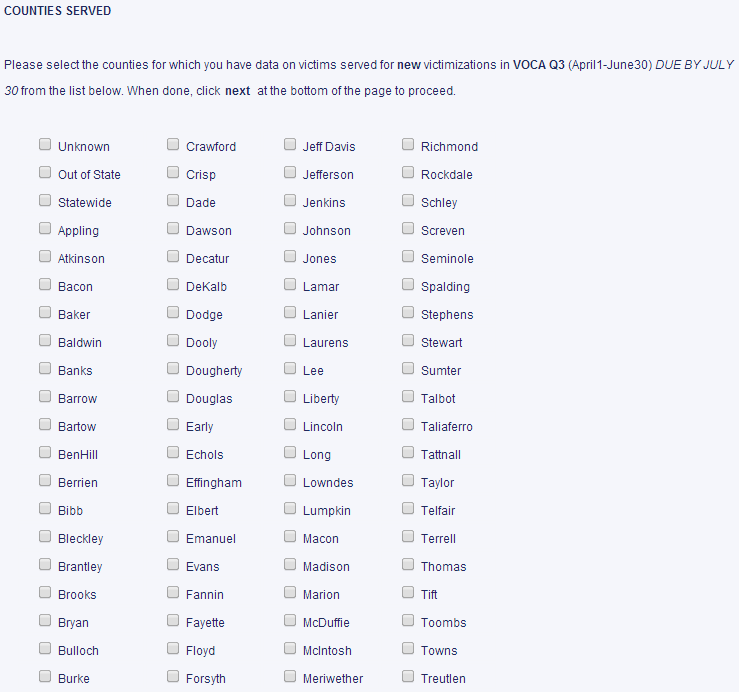 COUNTIES SERVED
Please select the counties for which you have data on victims served for new victimizations in VOCA Q3 (April1-June30) DUE BY JULY
30 from the list below. When done, click next at the bottom of the page to proceed.
Unknown Crawford Jeff Davis Richmond
Out of State Crisp Jefferson Rockdale
Statewide Dade Jenkins Schley
Appling Dawson Johnson Screven
Atkinson Decatur Jones Seminole
Bacon DeKalb Lamar Spalding
Baker Dodge Lanier Stephens
Baldwin Dooly Laurens Stewart
Banks Dougherty Lee Sumter
Barrow Douglas Liberty Talbot
Bartow Early Lincoln Taliaferro
BenHill Echols Long Tattnall
Berrien Effingham Lowndes Taylor
Bibb Elbert Lumpkin Telfair
Bleckley Emanuel Macon Terrell
Brantley Evans Madison Thomas
Brooks Fannin Marion Tift
Bryan Fayette McDuffie Toombs
Bulloch Floyd McIntosh Towns
Burke Forsyth Meriwether Treutlen